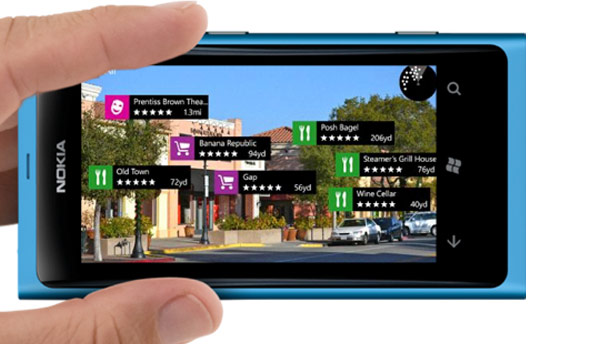 NOKIA
Prentiss Brown Thea...
1.3mi
Banana Republic
94yd
Posh Bagel
206yd
Old Town
72yd
Gap
56yd
Steamer's Grill House
76yd
Wine Cellar
40yd